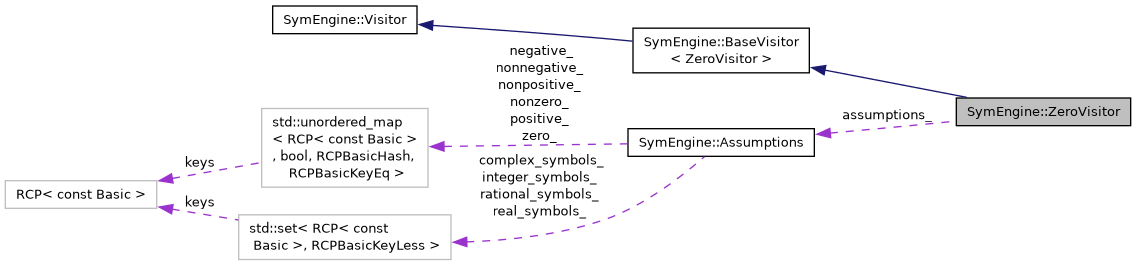 SymEngine::Visitor
SymEngine::BaseVisitor
< ZeroVisitor >
negative_
nonnegative_
nonpositive_
nonzero_
positive_
zero_
SymEngine::ZeroVisitor
assumptions_
std::unordered_map
< RCP< const Basic >
, bool, RCPBasicHash,
RCPBasicKeyEq >
SymEngine::Assumptions
keys
complex_symbols_
integer_symbols_
rational_symbols_
real_symbols_
RCP< const Basic >
keys
std::set< RCP< const
Basic >, RCPBasicKeyLess >